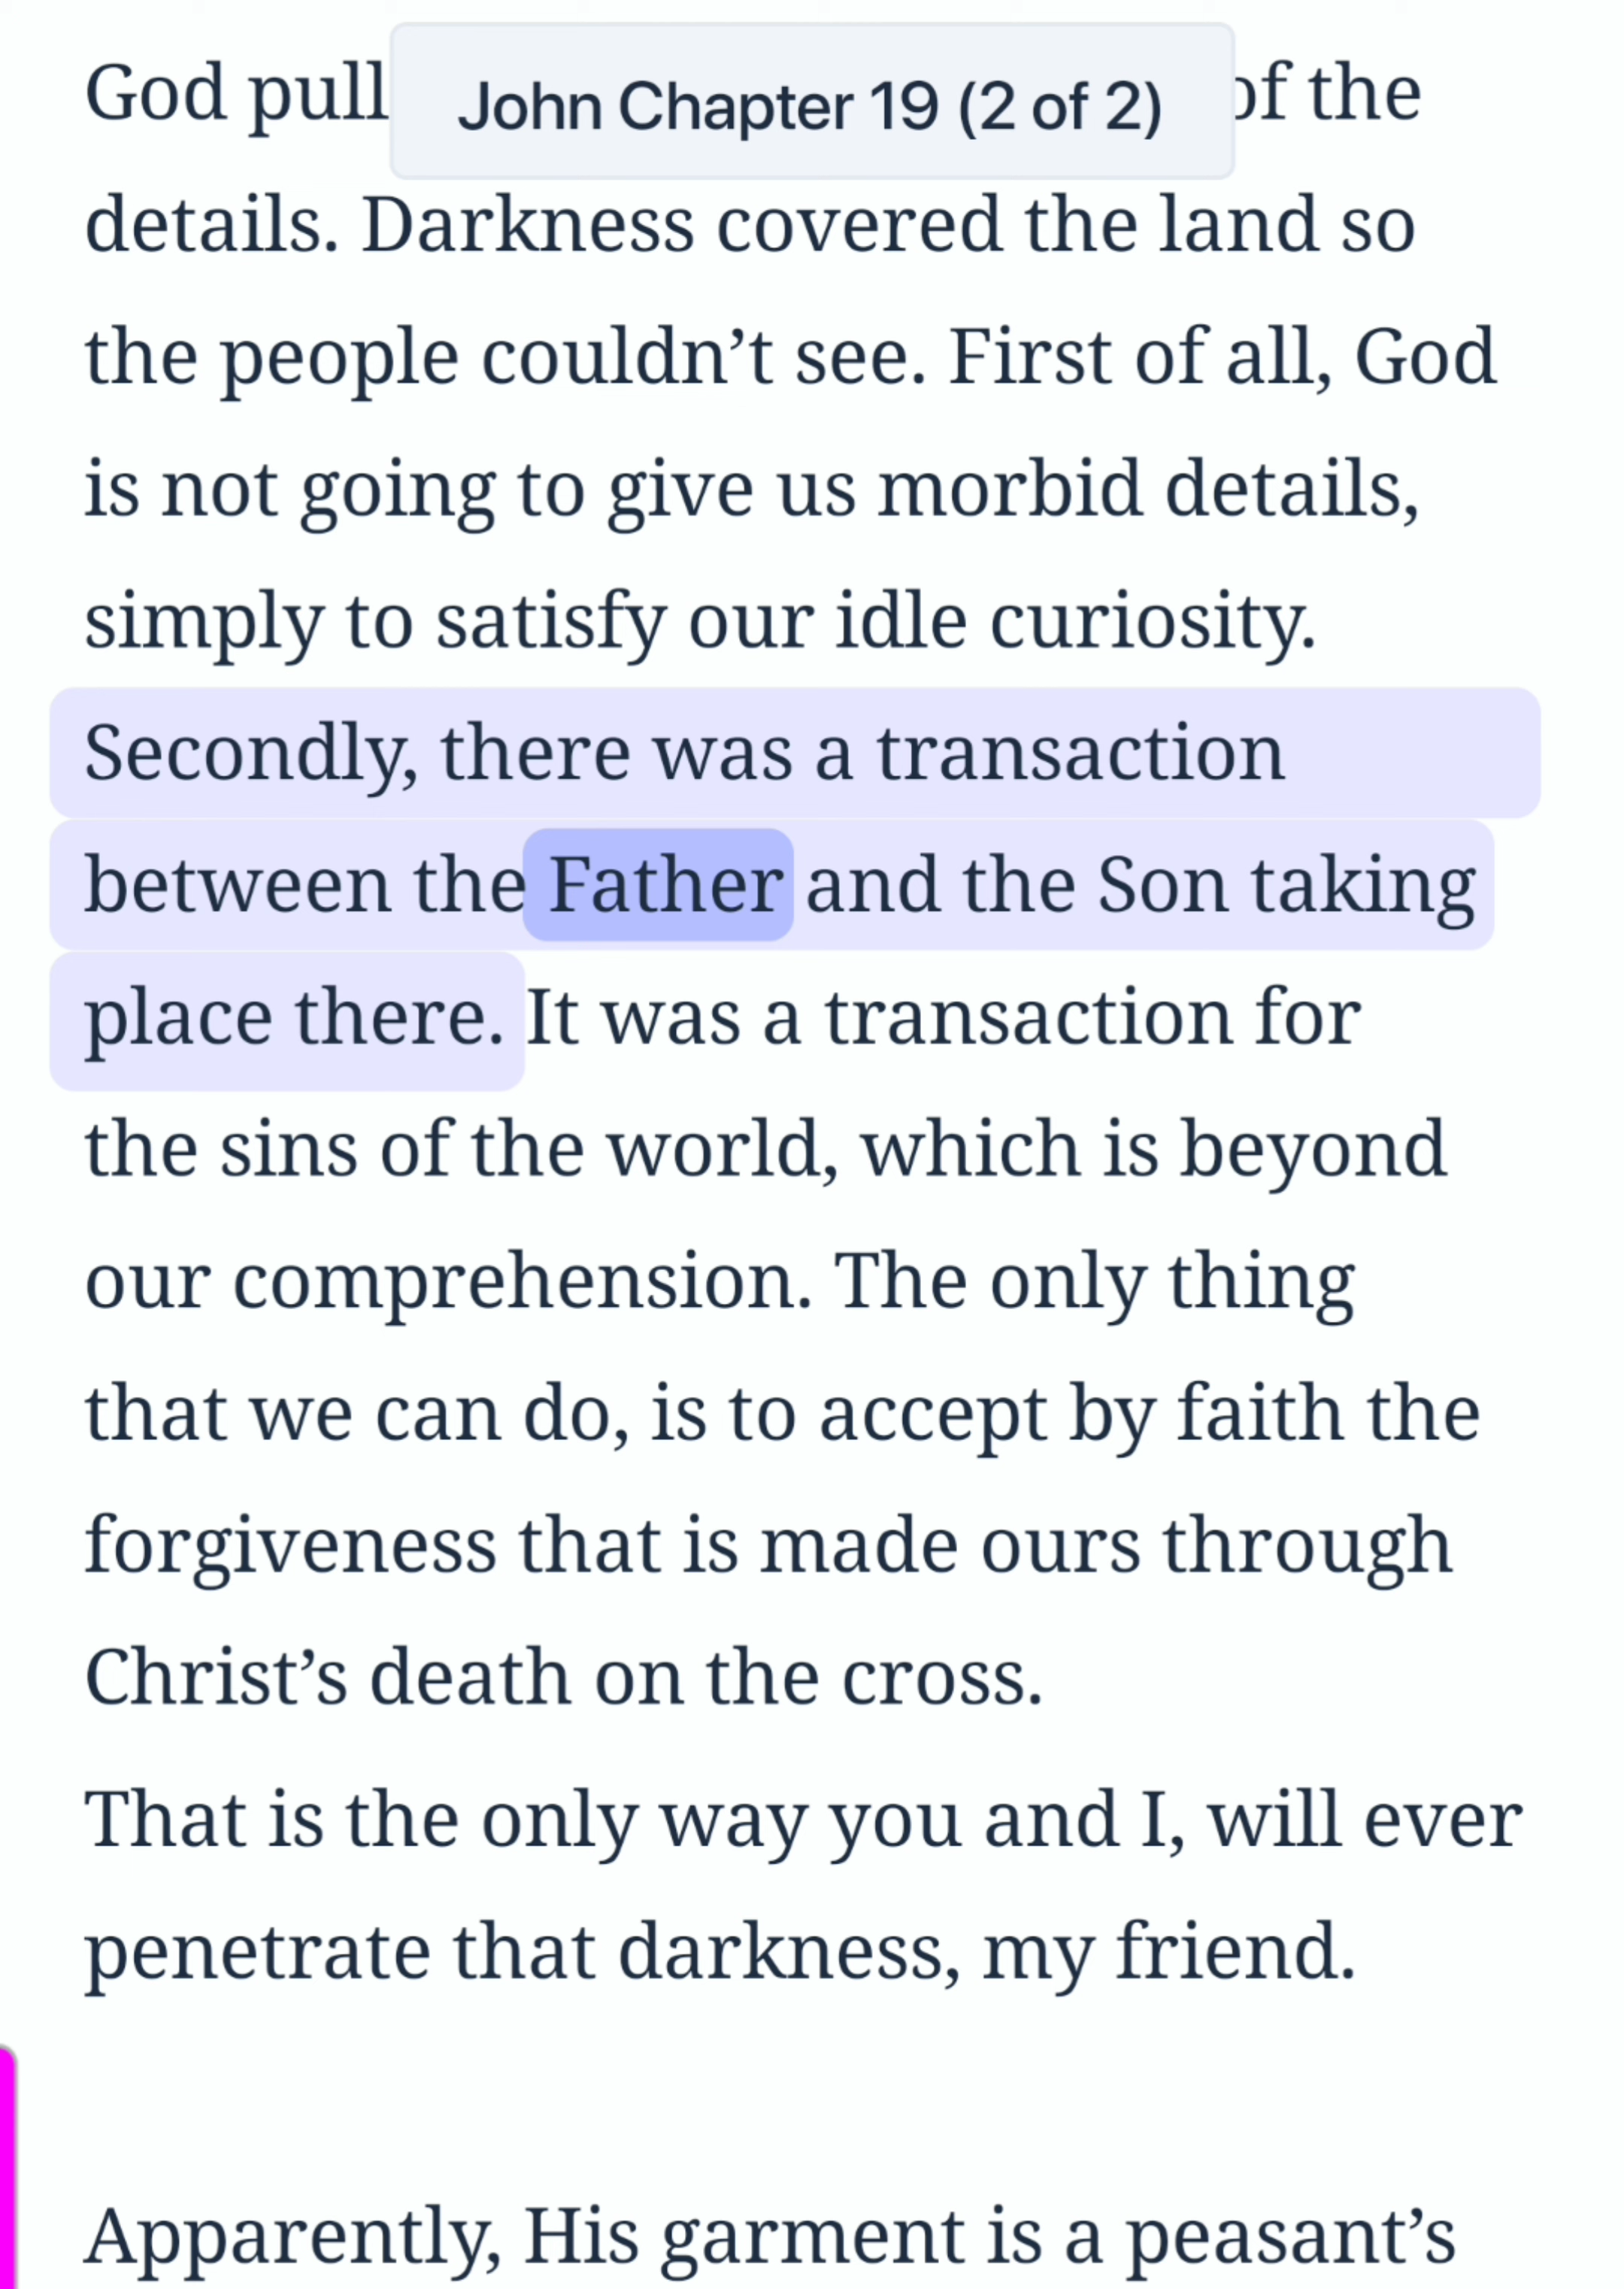 John Chapter 19 (2 of 2)
God pull of the
details. Darkness covered the land so
the people couldn’t see. First of all, God
is not going to give us morbid details,
simply to satisfy our idle curiosity.
Secondly, there was a transaction
between the Father and the Son taking
place there. It was a transaction for
the sins of the world, which is beyond
our comprehension. The only thing
that we can do, is to accept by faith the
forgiveness that is made ours through
Christ’s death on the cross.
That is the only way you and I, will ever
penetrate that darkness, my friend.
Apparently, His garment is a peasant’s